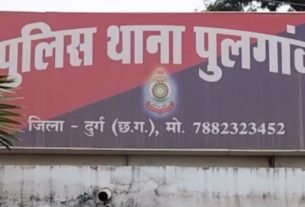 पुलिस थाना पुलगांव
जिला - दुर्ग (छ.ग.), मो. 7882323452